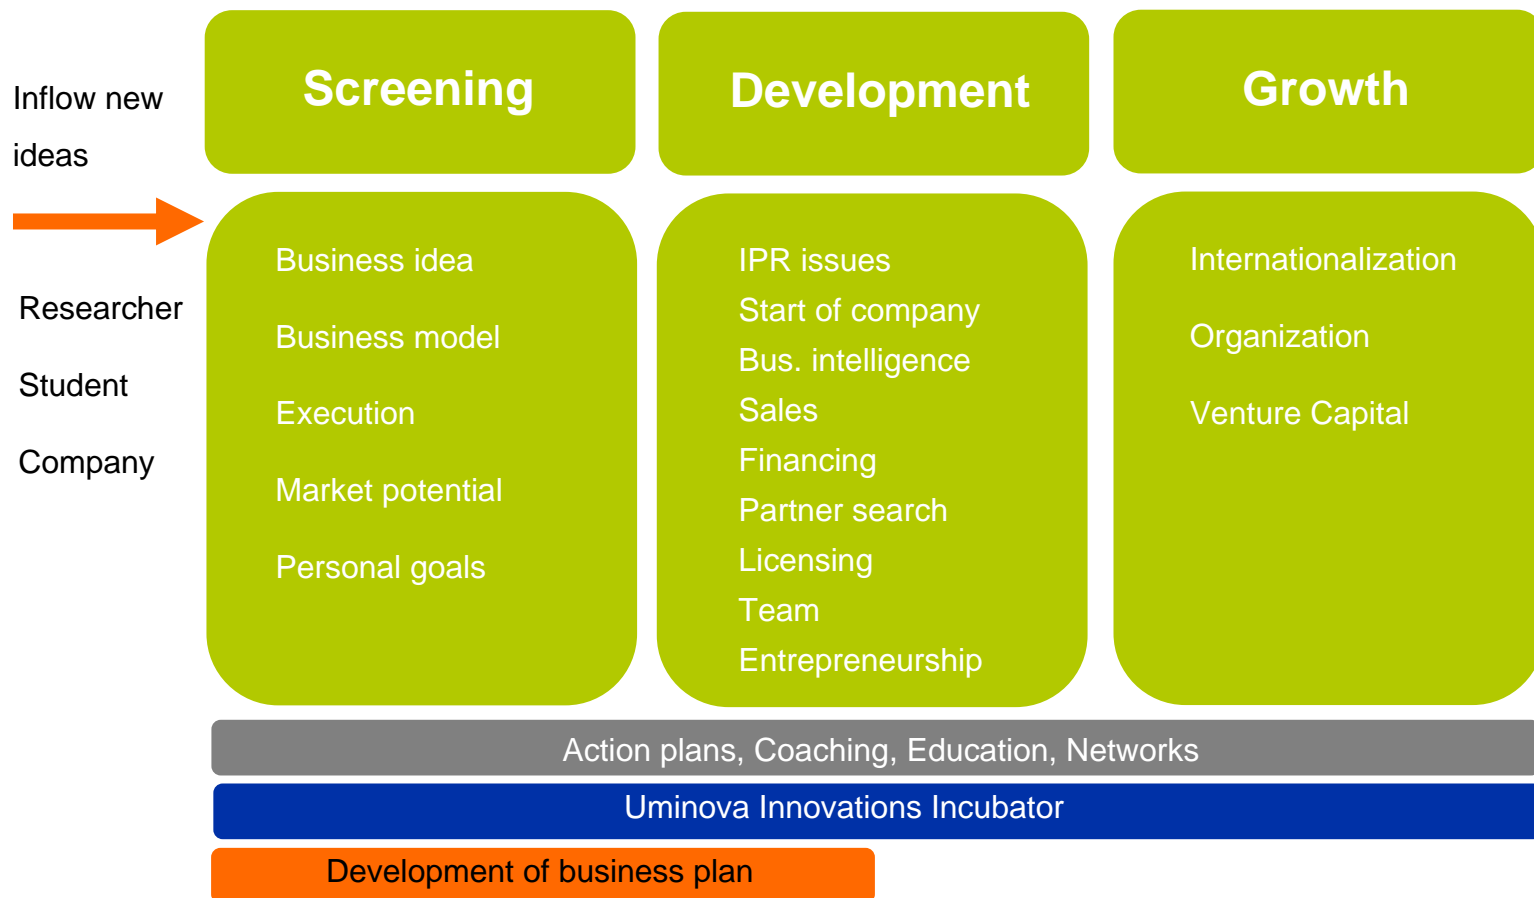 Inflow new
ideas
Researcher
Student
Company
Screening
Business idea
Business model
Execution
Market potential
Personal goals
Development
IPR issues
Start of company
Bus. intelligence
Sales
Financing
Partner search
Licensing
Team
Entrepreneurship
Growth
Internationalization
Organization
Venture Capital
Action plans, Coaching, Education, Networks
Uminova Innovations Incubator
Development of business plan